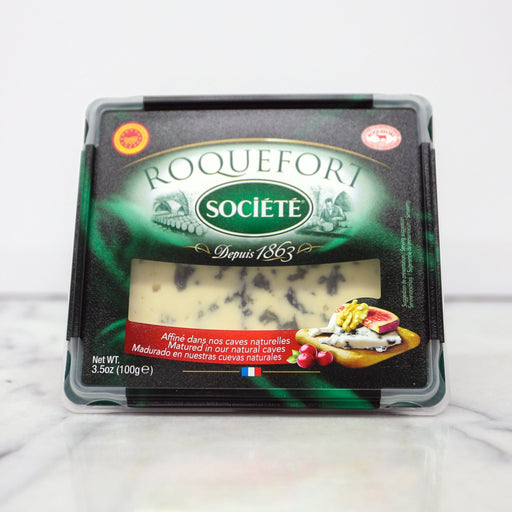 ROQUEFORT
SOCIÉTÉ
Depuis 1863
Affiné dans nos caves naturelles
Matured in our natural caves
Madurado en nuestras cuevas naturales
Net WT.
3.5oz (100g℮)